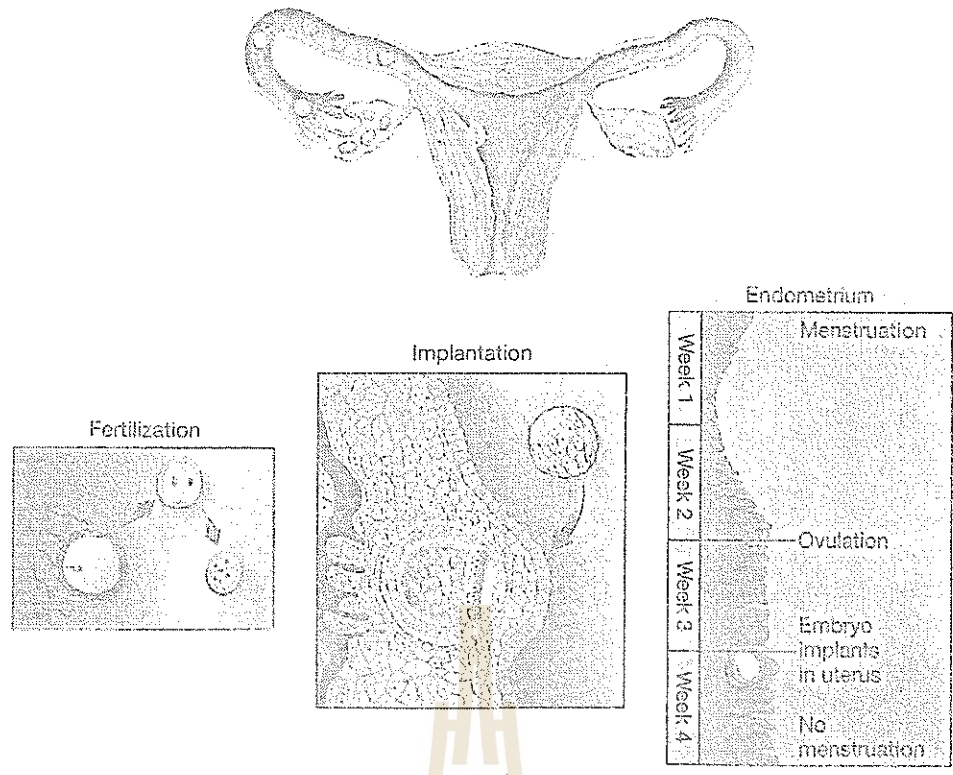 Endometrium
Menstruation
Implantation
Week 1
Fertilization
Week 2
Ovulation
Week 3
Embryo
implants
in uterus
Week 4
No
menstruation